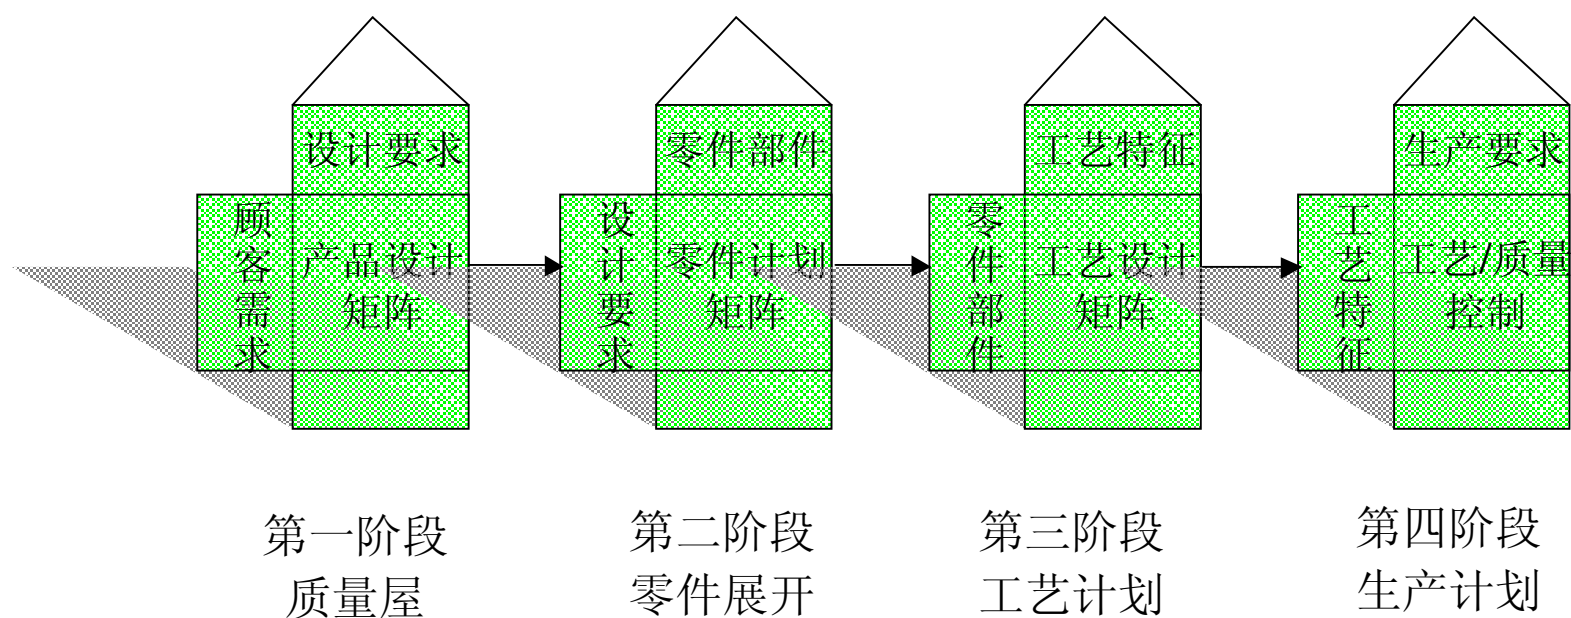 设计要求
顾客需求
产品设计
矩阵
零件部件
设计要求
零件计划
矩阵
工艺特征
零件部件
工艺设计
矩阵
生产要求
工艺特征
工艺/质量
控制
第一阶段
质量屋
第二阶段
零件展开
第三阶段
工艺计划
第四阶段
生产计划